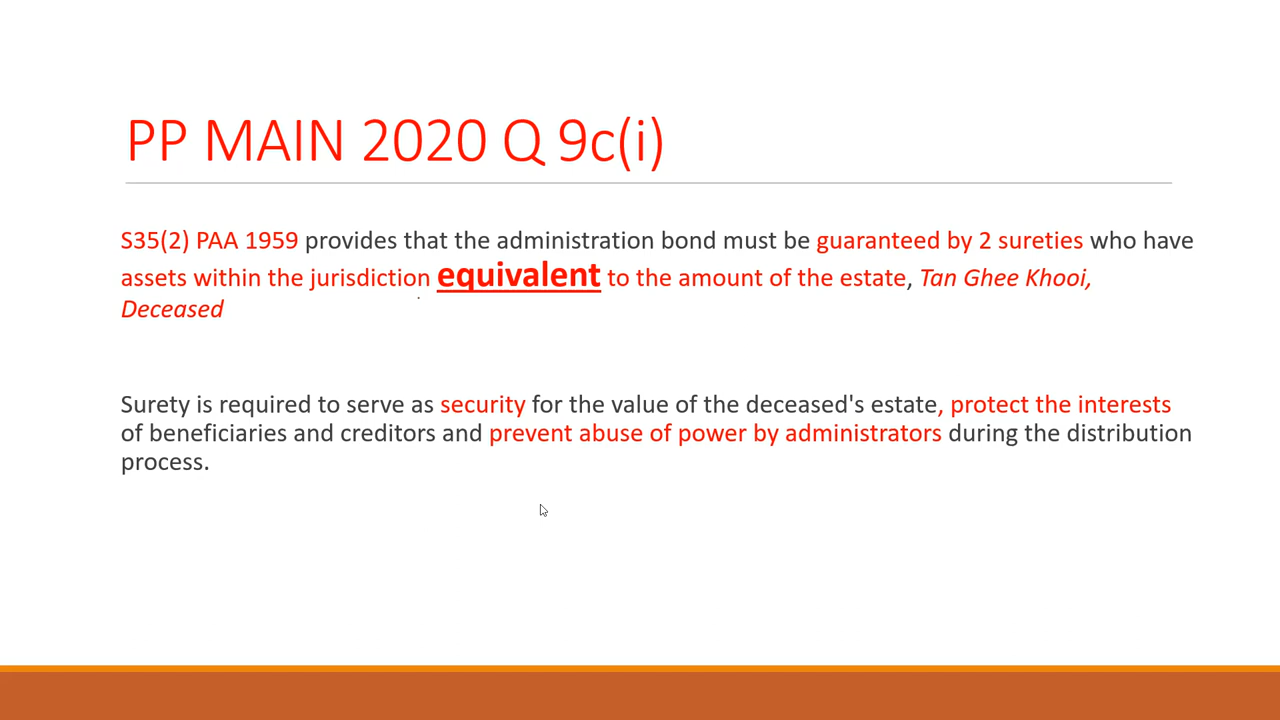 PP MAIN 2020 Q 9c(i)
S35(2) PAA 1959 provides that the administration bond must be guaranteed by 2 sureties who have
assets within the jurisdiction equivalent to the amount of the estate, Tan Ghee Khooi,
Deceased
Surety is required to serve as security for the value of the deceased's estate, protect the interests
of beneficiaries and creditors and prevent abuse of power by administrators during the distribution
process.